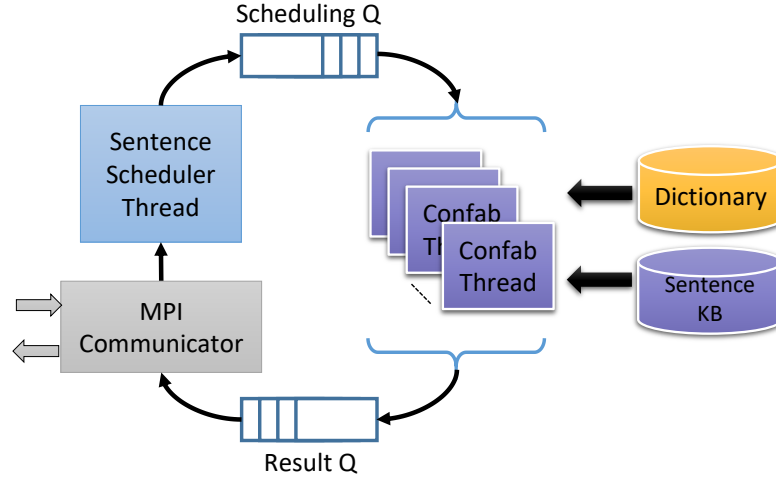 Scheduling Q
Sentence
Scheduler
Thread
Confab
Th
Confab
Thread
Dictionary
Sentence
KB
MPI
Communicator
Result Q